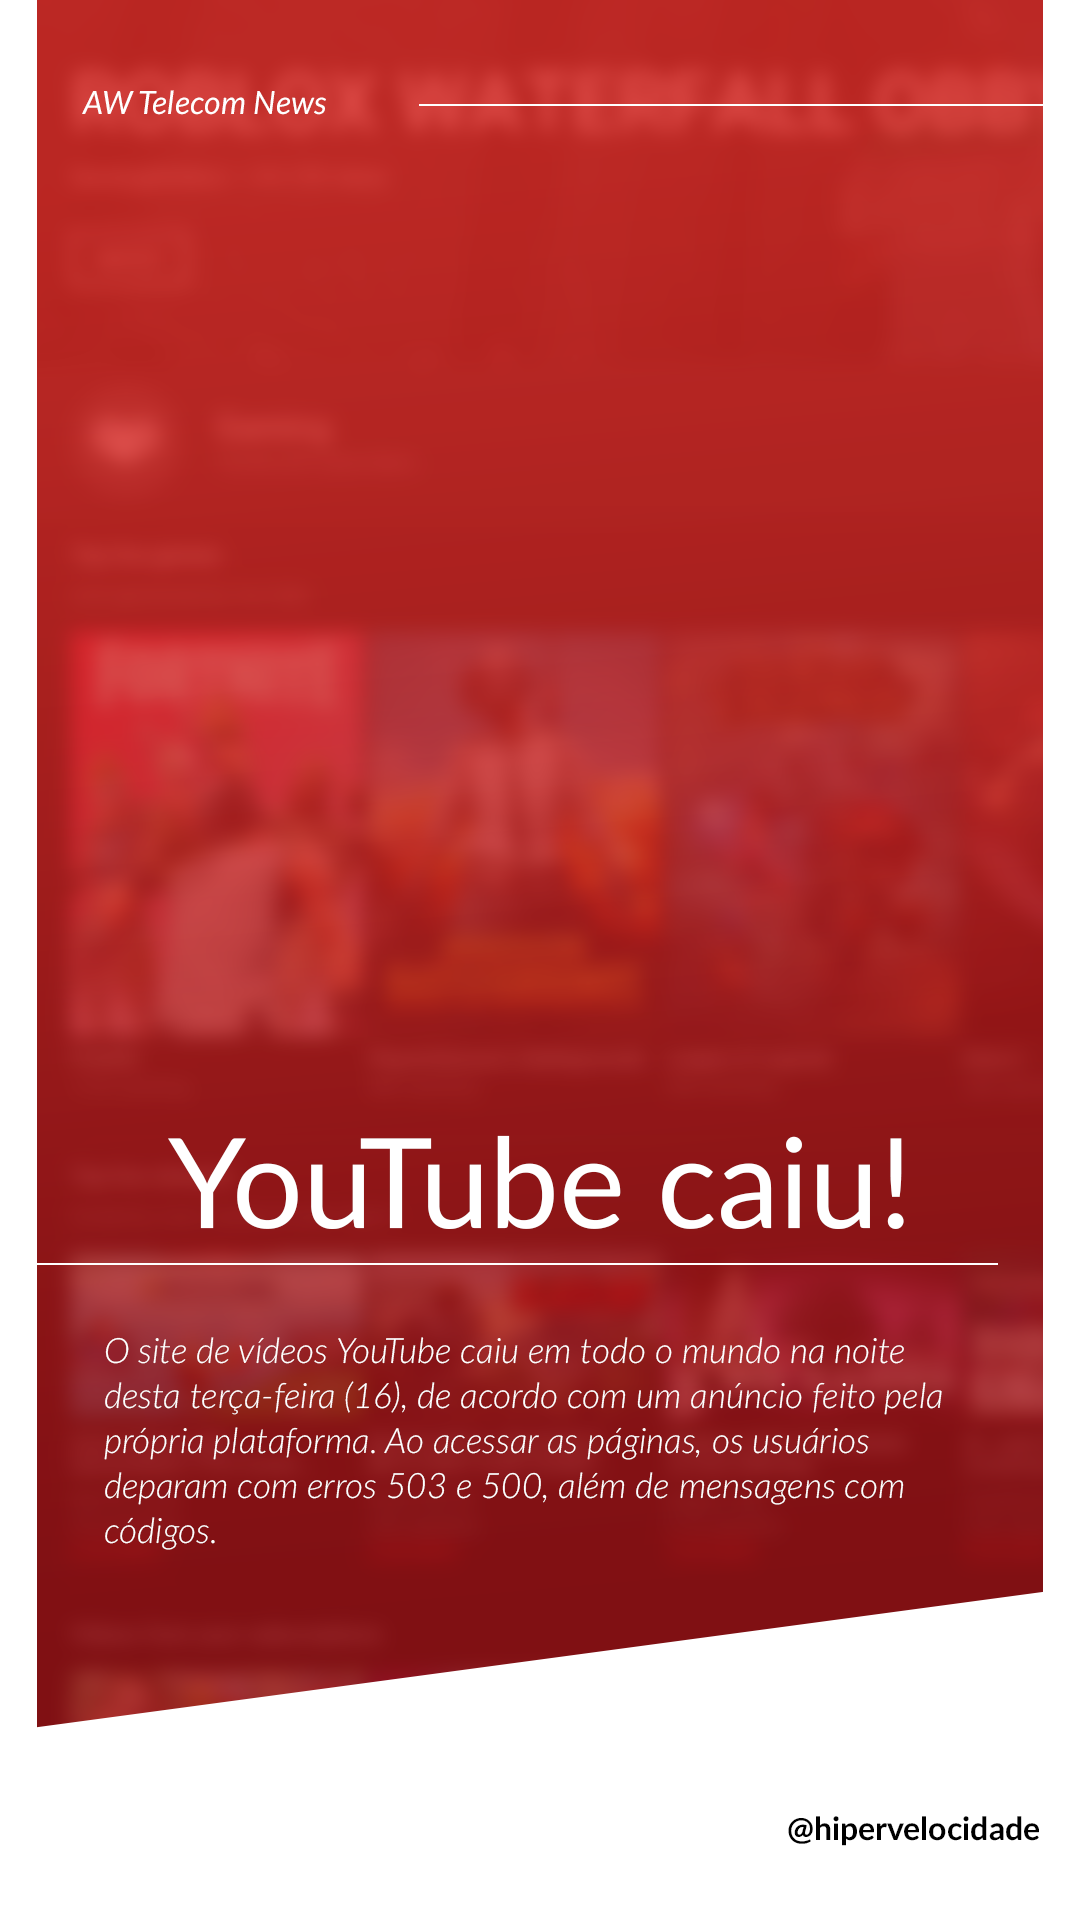 AW Telecom News
YouTube caiu!
O site de vídeos YouTube caiu em todo o mundo na noite
desta terça-feira (16), de acordo com um anúncio feito pela
própria plataforma. Ao acessar as páginas, os usuários
deparam com erros 503 e 500, além de mensagens com
códigos.
@hipervelocidade